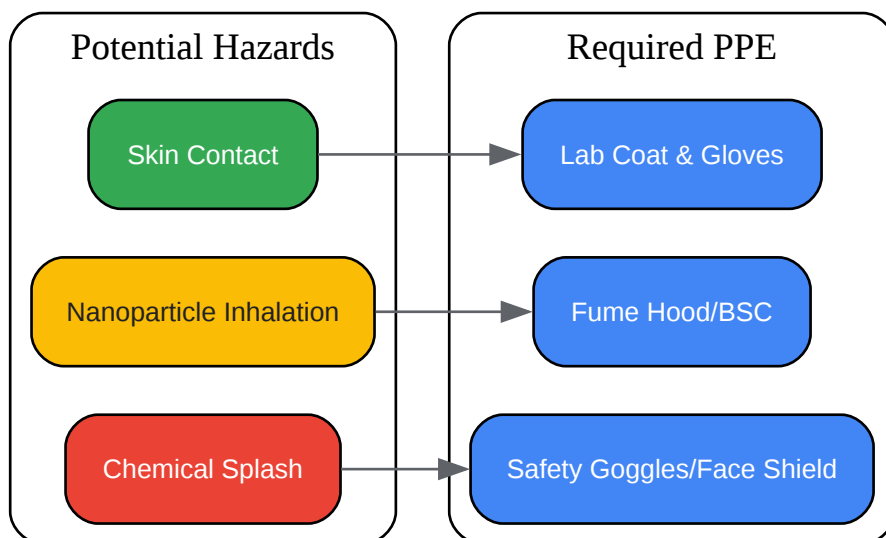 Potential Hazards
Required PPE
Skin Contact
Lab Coat & Gloves
Nanoparticle Inhalation
Fume Hood/BSC
Chemical Splash
Safety Goggles/Face Shield